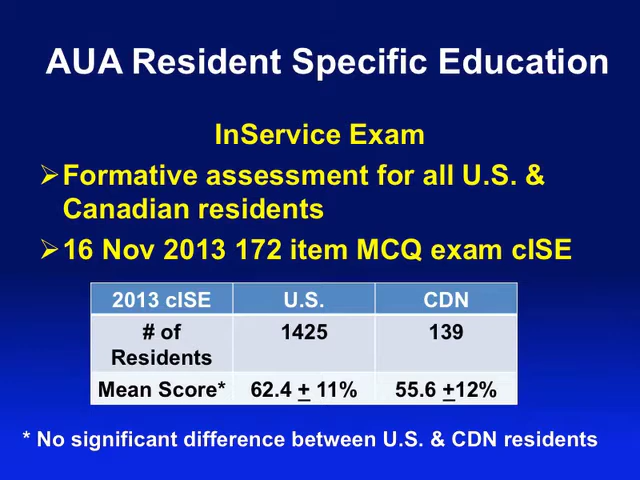 AUA Resident Specific Education
InService Exam
➢Formative assessment for all U.S. &
Canadian residents
➢16 Nov 2013 172 item MCQ exam cISE
2013 cISE U.S. CDN
# of
Residents 1425 139
Mean Score* 62.4 + 11% 55.6 +12%
* No significant difference between U.S. & CDN residents